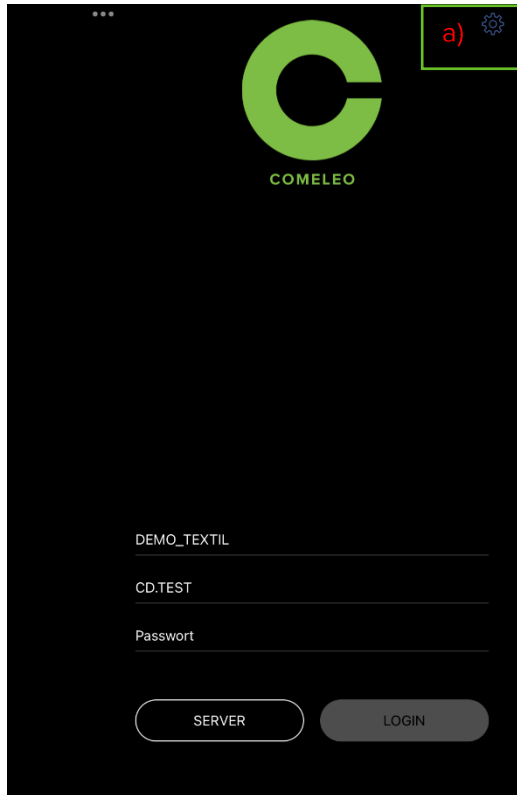 a)
COMELEO
DEMO_TEXTIL
CD.TEST
Passwort
SERVER
LOGIN